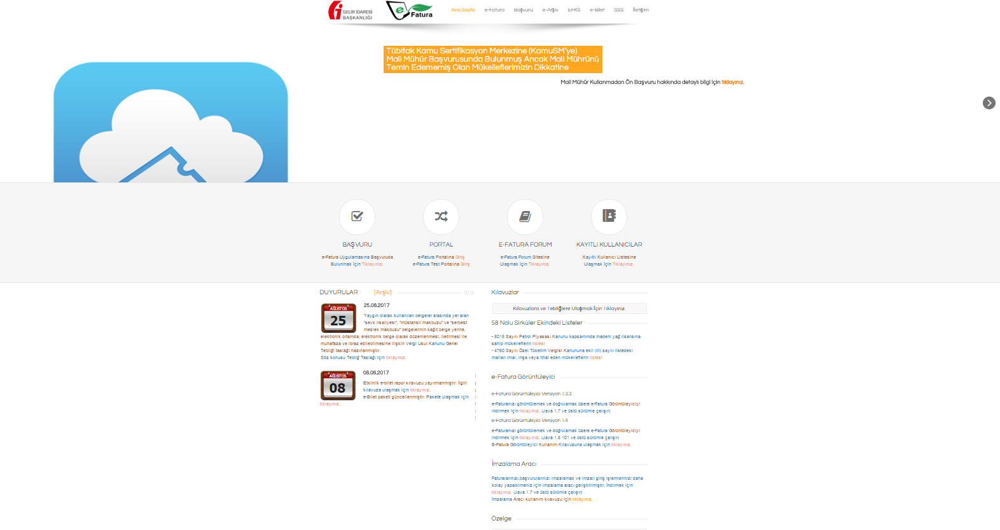 GELİR İDARESİ
BAŞKANLIĞI
e Fatura
Ana Sayfa e-Fatura Başvuru e-Arşiv EFKS e-Bilet SSS İletişim
Tübitak Kamu Sertifikasyon Merkezine (KamuSM'ye)
Mali Mühür Başvurusunda Bulunmuş Ancak Mali Mührünü
Temin Edememiş Olan Mükelleflerimizin Dikkatine
Mali Mühür Kullanmadan Ön Başvuru hakkında detaylı bilgi için tıklayınız.
BAŞVURU
e-Fatura Uygulamasına Başvuruda
Bulunmak İçin Tıklayınız.
PORTAL
e-Fatura Portalına Giriş
e-Fatura Test Portalına Giriş
E-FATURA FORUM
e-Fatura Forum Sitesine
Ulaşmak İçin Tıklayınız.
KAYITLI KULLANICILAR
Kayıtlı Kullanıcı Listesine
Ulaşmak İçin Tıklayınız.
DUYURULAR [Arşiv]
AĞUSTOS
25
25.08.2017
Yaygın olarak kullanılan belgeler arasında yer alan
"sevk irsaliyesi", "müstahsil makbuzu" ve "serbest
meslek makbuzu" belgelerinin kağıt belge yerine,
elektronik ortamda; elektronik belge olarak düzenlenmesi, iletilmesi ile
muhafaza ve ibraz edilebilmesine ilişkin Vergi Usul Kanunu Genel
Tebliği taslağı hazırlanmıştır.
Söz konusu Tebliğ Taslağı için tıklayınız.
AĞUSTOS
08
08.08.2017
Etkinlik e-bilet rapor kılavuzu yayımlanmıştır. İlgili
kılavuza ulaşmak için tıklayınız.
e-Bilet paketi güncellenmiştir. Pakete ulaşmak için
tıklayınız.
Kılavuzlar
Kılavuzlara ve Tebliğlere Ulaşmak İçin Tıklayınız.
58 Nolu Sirküler Ekindeki Listeler
- 5015 Sayılı Petrol Piyasası Kanunu kapsamında madeni yağ lisansına
sahip mükelleflerin listesi
- 4760 Sayılı Özel Tüketim Vergisi Kanununa ekli (III) sayılı listedeki
malları imal, inşa veya ithal eden mükelleflerin listesi
e-Fatura Görüntüleyici
e-Fatura Görüntüleyici Versiyon 1.3.3
e-Faturanızı görüntülemek ve doğrulamak üzere e-Fatura Görüntüleyiciyi
indirmek için tıklayınız. (Java 1.7 ve üstü sürümle çalışır)
e-Fatura Görüntüleyici Versiyon 1.4
e-Faturanızı görüntülemek ve doğrulamak üzere e-Fatura Görüntüleyiciyi
indirmek için tıklayınız. (Java 1.8 101 ve üstü sürümle çalışır)
E-Fatura Görüntüleyici Kullanım Kılavuzuna ulaşmak için tıklayınız.
İmzalama Aracı
Faturalarınızı,başvurularınızı imzalamak ve imzalı giriş işlemlerinizi daha
kolay yapabilmeniz için imzalama aracı geliştirilmiştir. İndirmek için
tıklayınız. (Java 1.7 ve üstü sürümle çalışır)
İmzalama Aracı kullanım kılavuzu için tıklayınız.
Özelge